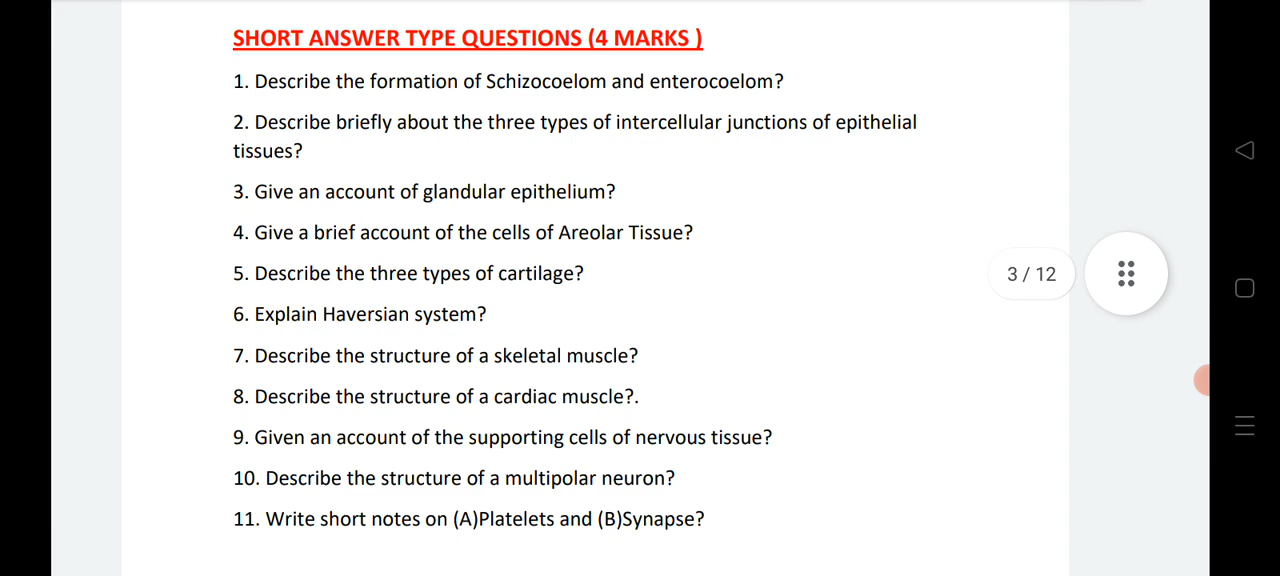 SHORT ANSWER TYPE QUESTIONS (4 MARKS )
1. Describe the formation of Schizocoelom and enterocoelom?
2. Describe briefly about the three types of intercellular junctions of epithelial
tissues?
3. Give an account of glandular epithelium?
4. Give a brief account of the cells of Areolar Tissue?
5. Describe the three types of cartilage?
3 / 12
6. Explain Haversian system?
7. Describe the structure of a skeletal muscle?
8. Describe the structure of a cardiac muscle?.
9. Given an account of the supporting cells of nervous tissue?
10. Describe the structure of a multipolar neuron?
11. Write short notes on (A)Platelets and (B)Synapse?